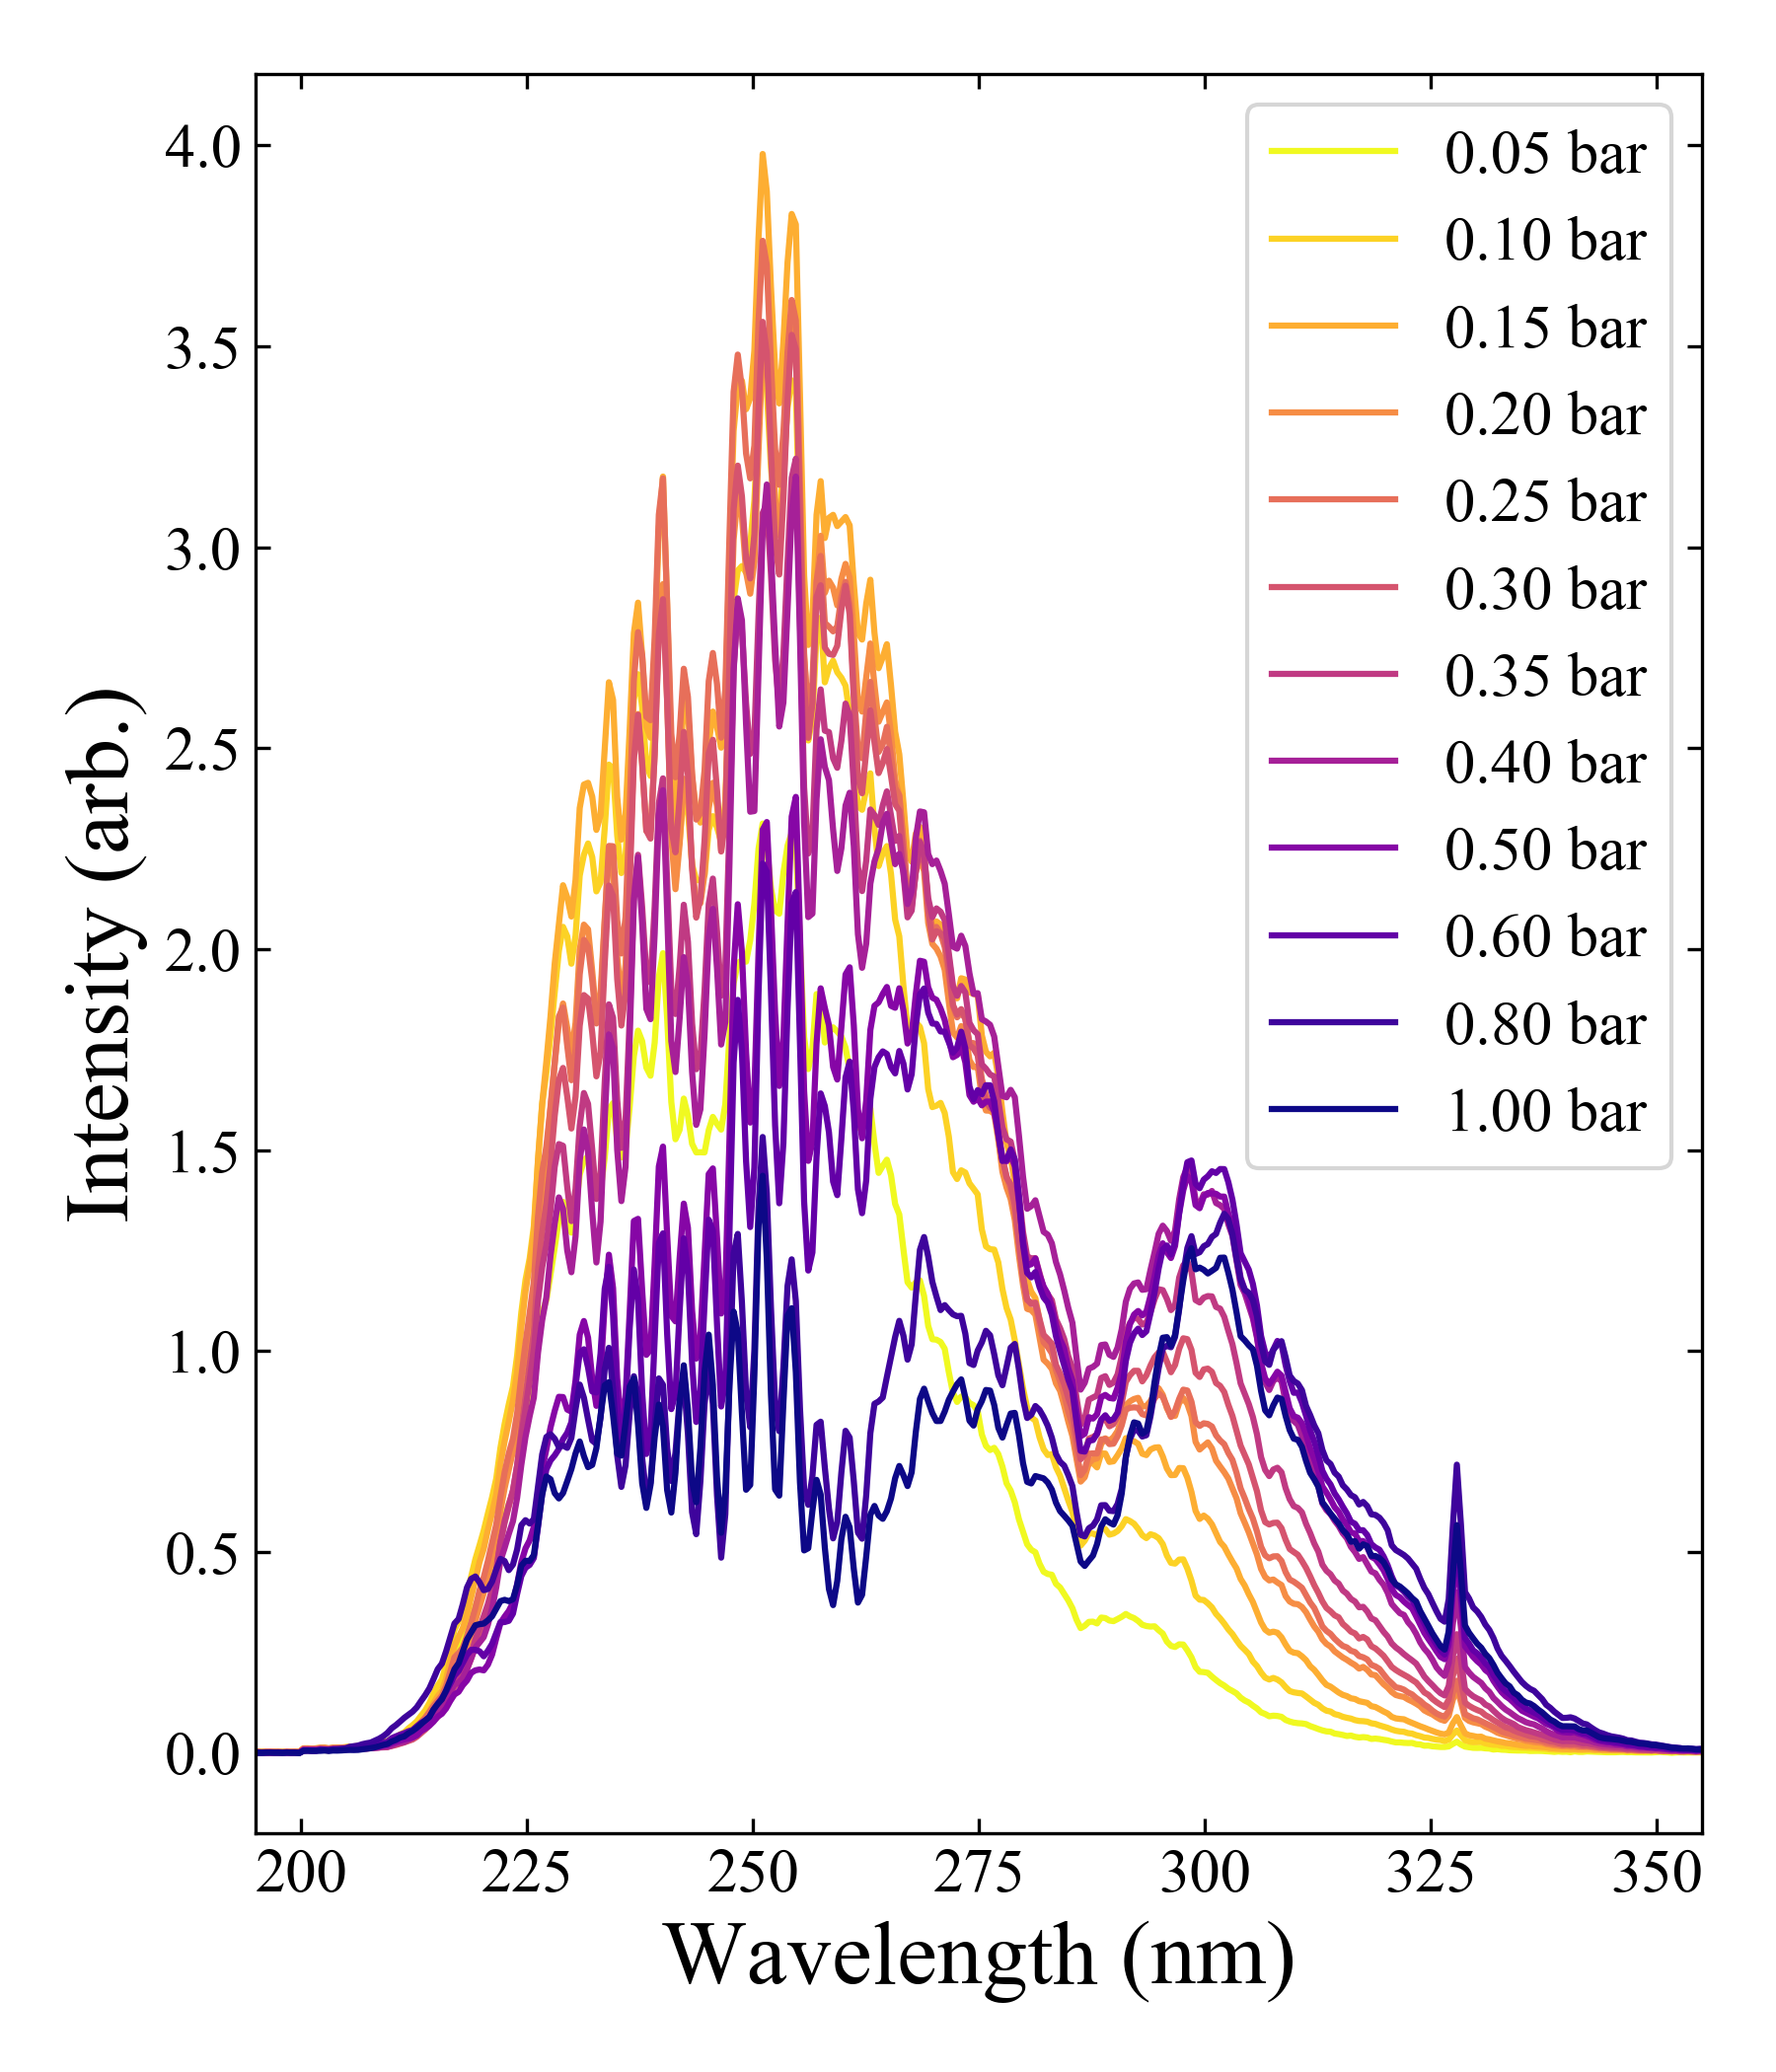 Intensity (arb.)
4.0
3.5
3.0
2.5
2.0
1.5
1.0
0.5
0.0
0.05 bar
0.10 bar
0.15 bar
0.20 bar
0.25 bar
0.30 bar
0.35 bar
0.40 bar
0.50 bar
0.60 bar
0.80 bar
1.00 bar
200 225 250 275 300 325 350
Wavelength (nm)